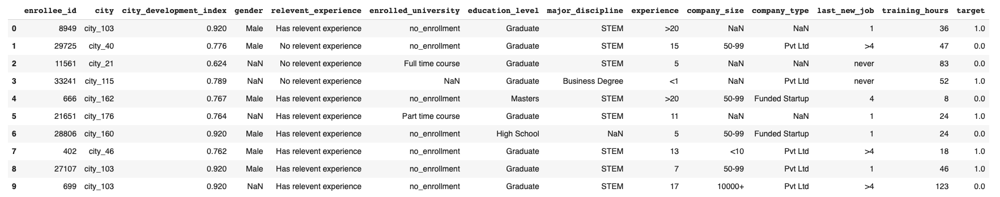 enrollee_id city city_development_index gender relevent_experience enrolled_university education_level major_discipline experience company_size company_type last_new_job training_hours target
0 8949 city_103 0.920 Male Has relevent experience no_enrollment Graduate STEM >20 NaN NaN 1 36 1.0
1 29725 city_40 0.776 Male No relevent experience no_enrollment Graduate STEM 15 50-99 Pvt Ltd >4 47 0.0
2 11561 city_21 0.624 NaN No relevent experience Full time course Graduate STEM 5 NaN NaN never 83 0.0
3 33241 city_115 0.789 NaN No relevent experience NaN Graduate Business Degree <1 NaN Pvt Ltd never 52 1.0
4 666 city_162 0.767 Male Has relevent experience no_enrollment Masters STEM >20 50-99 Funded Startup 4 8 0.0
5 21651 city_176 0.764 NaN Has relevent experience Part time course Graduate STEM 11 NaN NaN 1 24 1.0
6 28806 city_160 0.920 Male Has relevent experience no_enrollment High School NaN 5 50-99 Funded Startup 1 24 0.0
7 402 city_46 0.762 Male Has relevent experience no_enrollment Graduate STEM 13 <10 Pvt Ltd >4 18 1.0
8 27107 city_103 0.920 Male Has relevent experience no_enrollment Graduate STEM 7 50-99 Pvt Ltd 1 46 1.0
9 699 city_103 0.920 NaN Has relevent experience no_enrollment Graduate STEM 17 10000+ Pvt Ltd >4 123 0.0